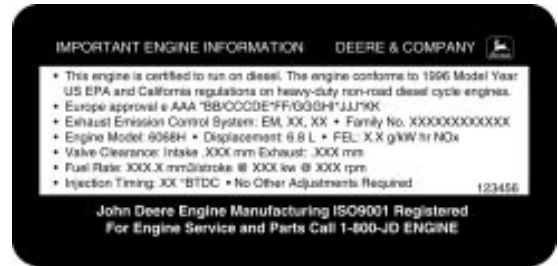 IMPORTANT ENGINE INFORMATION DEERE & COMPANY
• This engine is certified to run on diesel. The engine conforms to 1996 Model Year
US EPA and California regulations on heavy-duty non-road diesel cycle engines.
• Europe approval e AAA *BB/CCCDE*FF/GGGHI*JJJ*KK
• Exhaust Emission Control System: EM, XX, XX • Family No. XXXXXXXXXXXX
• Engine Model: 6068H • Displacement: 6.8 L • FEL: X.X g/kW hr NOx
• Valve Clearance: Intake .XXX mm Exhaust: .XXX mm
• Fuel Rate: XXX.X mm3/stroke @ XXX kw @ XXX rpm
• Injection Timing: XX °BTDC • No Other Adjustments Required
123456
John Deere Engine Manufacturing ISO9001 Registered
For Engine Service and Parts Call 1-800-JD ENGINE